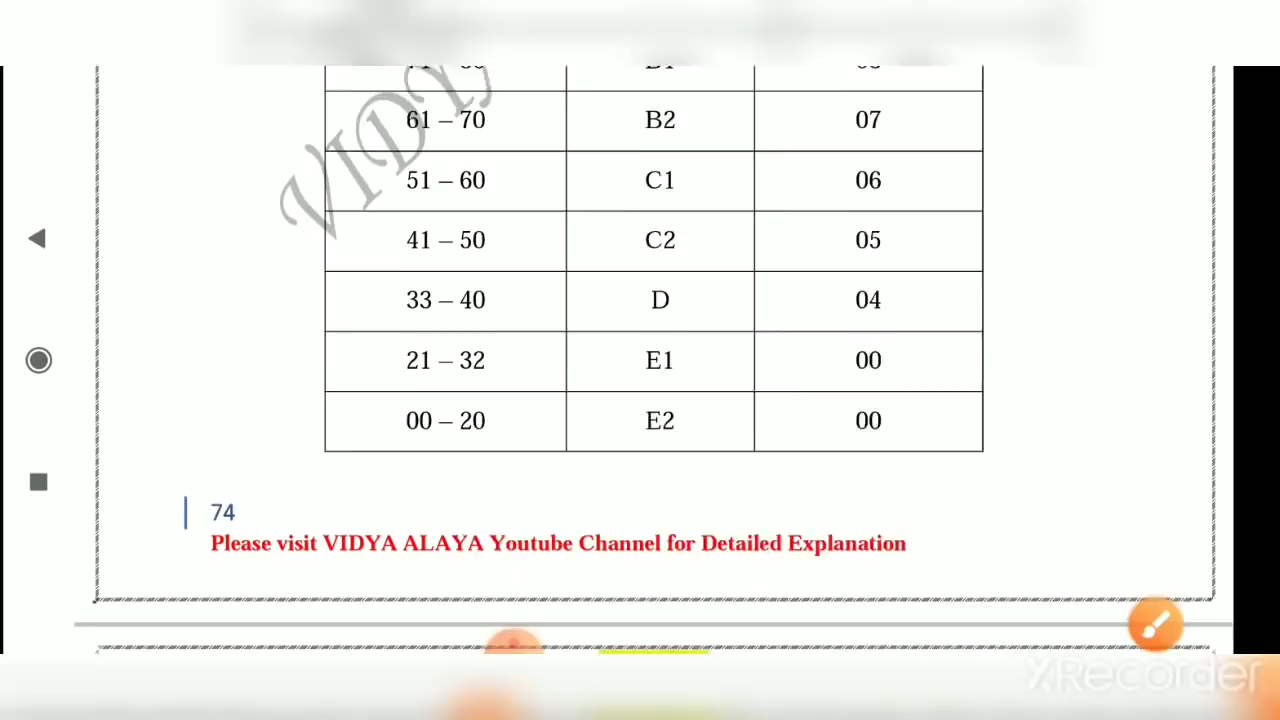 61 – 70 B2 07
51 – 60 C1 06
41 – 50 C2 05
33 – 40 D 04
21 – 32 E1 00
00 – 20 E2 00
VIDY
74
Please visit VIDYA ALAYA Youtube Channel for Detailed Explanation
XRecorder